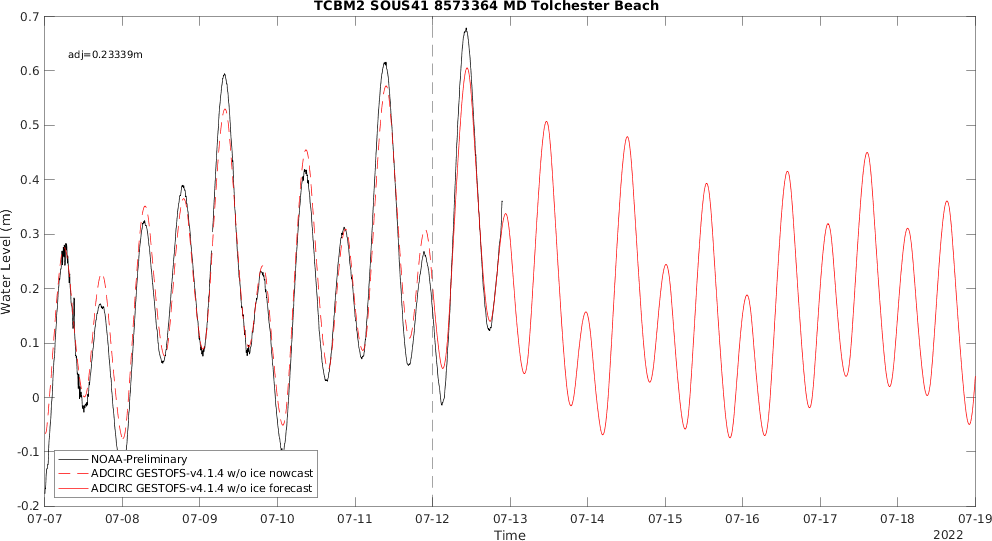 TCBM2 SOUS41 8573364 MD Tolchester Beach
adj=0.23339m
Water Level (m)
0.7
0.6
0.5
0.4
0.3
0.2
0.1
0
-0.1
-0.2
NOAA-Preliminary
ADCIRC GESTOFS-v4.1.4 w/o ice nowcast
ADCIRC GESTOFS-v4.1.4 w/o ice forecast
07-07 07-08 07-09 07-10 07-11 07-12 07-13 07-14 07-15 07-16 07-17 07-18 07-19
Time
2022